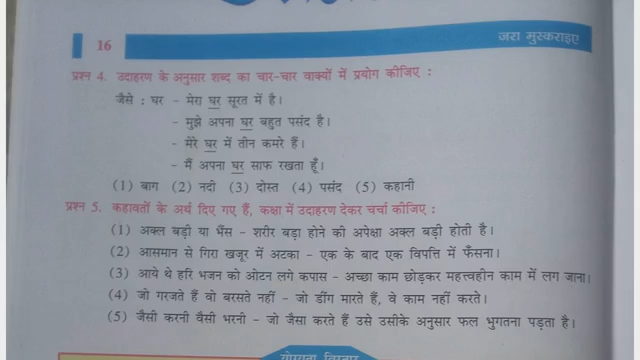 16
जरा मुस्कराइए
प्रश्न 4. उदाहरण के अनुसार शब्द का चार-चार वाक्यों में प्रयोग कीजिए :
जैसे : घर - मेरा घर सूरत में है।
- मुझे अपना घर बहुत पसंद है।
- मेरे घर में तीन कमरे हैं।
- मैं अपना घर साफ रखता हूँ।
(1) बाग (2) नदी (3) दोस्त (4) पसंद (5) कहानी
प्रश्न 5. कहावतों के अर्थ दिए गए हैं, कक्षा में उदाहरण देकर चर्चा कीजिए :
(1) अक्ल बड़ी या भैंस - शरीर बड़ा होने की अपेक्षा अक्ल बड़ी होती है।
(2) आसमान से गिरा खजूर में अटका - एक के बाद एक विपत्ति में फँसना।
(3) आये थे हरि भजन को ओटन लगे कपास - अच्छा काम छोड़कर महत्त्वहीन काम में लग जाना।
(4) जो गरजते हैं वो बरसते नहीं - जो डींग मारते हैं, वे काम नहीं करते।
(5) जैसी करनी वैसी भरनी - जो जैसा करते हैं उसे उसीके अनुसार फल भुगतना पड़ता है।